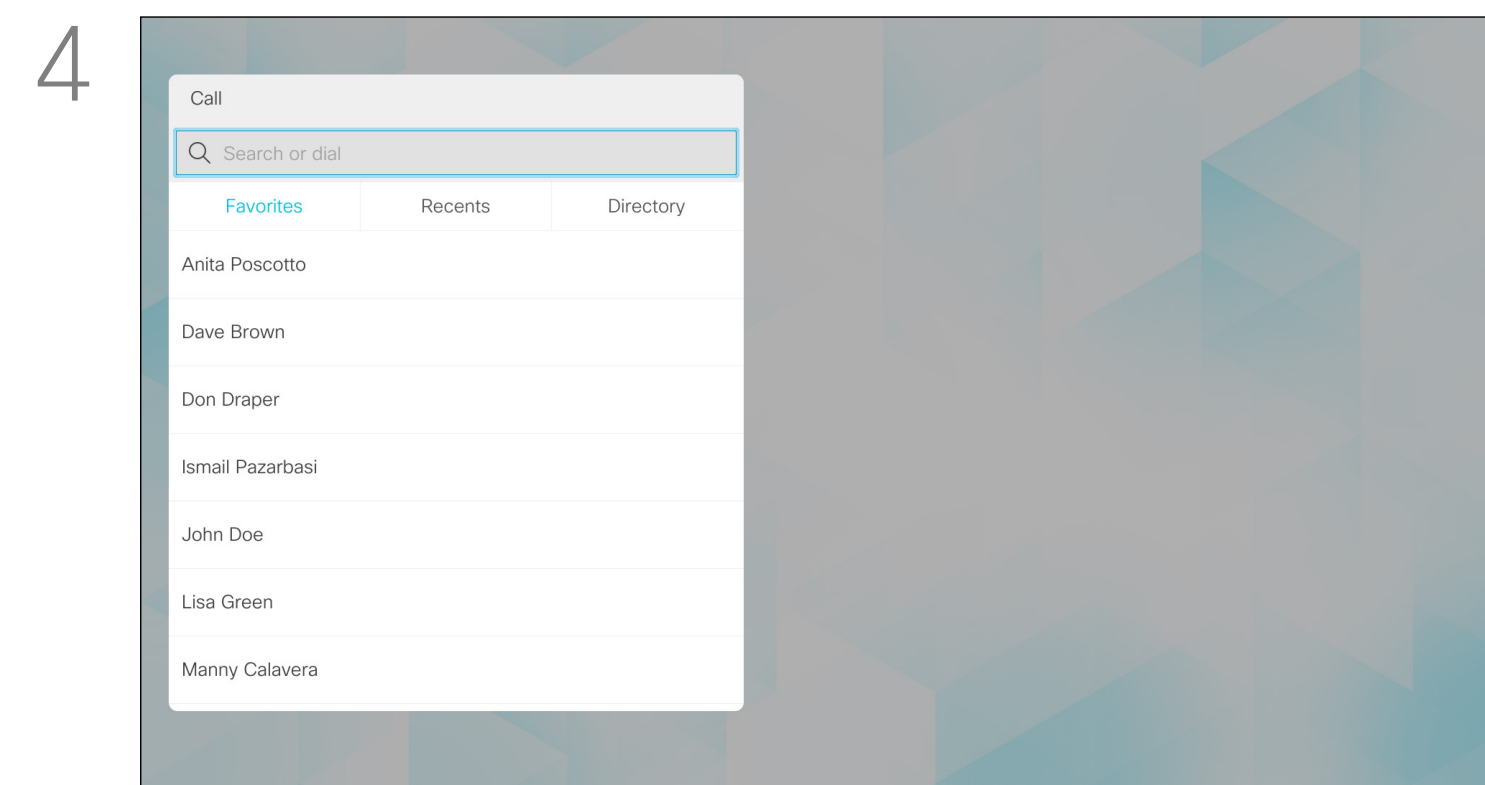 4
Call
Search or dial
Favorites Recents Directory
Anita Poscotto
Dave Brown
Don Draper
Ismail Pazarbasi
John Doe
Lisa Green
Manny Calavera